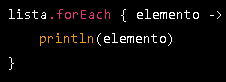 lista.forEach { elemento ->
    println(elemento)
}